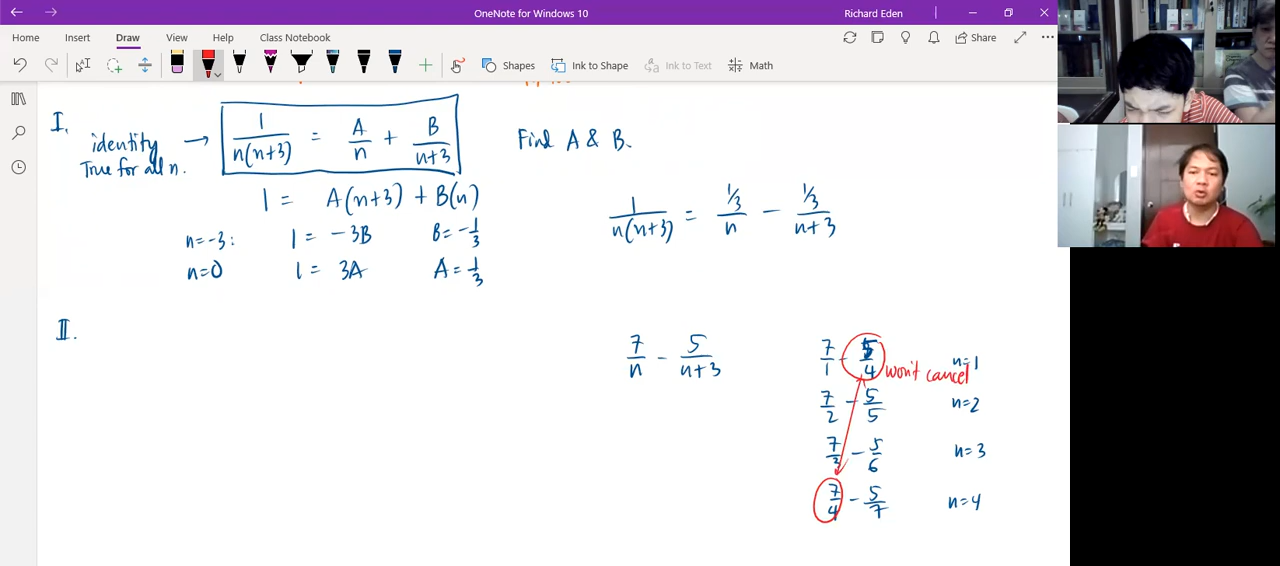 OneNote for Windows 10
Richard Eden
Home Insert Draw View Help Class Notebook
Share
Shapes Ink to Shape Ink to Text Math
I.
identity → 1/n(n+3) = A/n + B/n+3 Find A & B.
True for all n.
1 = A(n+3) + B(n)
1/n(n+3) = 1/3/n - 1/3/n+3
n=-3: 1 = -3B B = -1/3
n=0 1 = 3A A = 1/3
II.
7/n - 5/n+3
7/1 - 5/4 n=1
won't cancel
7/2 - 5/5 n=2
7/3 - 5/6 n=3
7/4 - 5/7 n=4